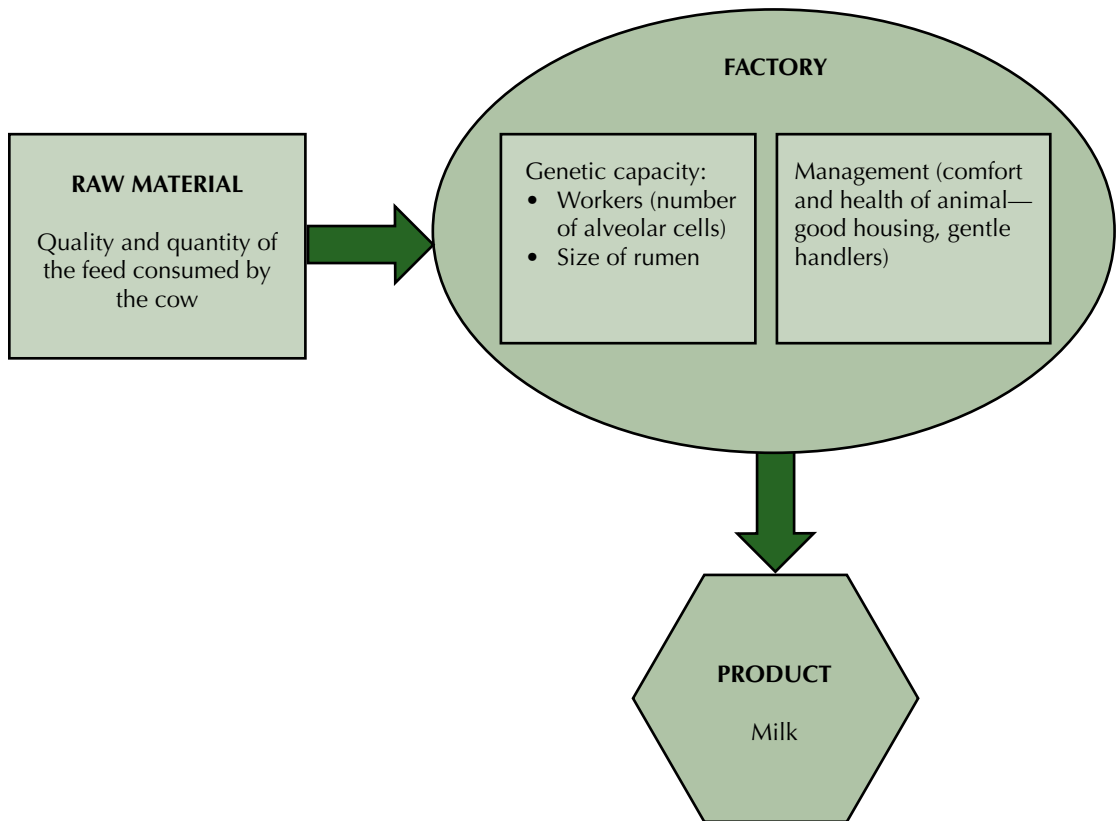 FACTORY
RAW MATERIAL
Quality and quantity of
the feed consumed by
the cow
Genetic capacity:
• Workers (number
of alveolar cells)
• Size of rumen
Management (comfort
and health of animal—
good housing, gentle
handlers)
PRODUCT
Milk